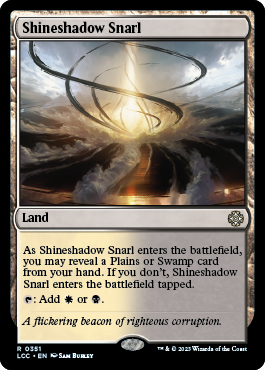 Shineshadow Snarl
Land
As Shineshadow Snarl enters the battlefield,
you may reveal a Plains or Swamp card
from your hand. If you don't, Shineshadow
Snarl enters the battlefield tapped.
: Add or .
A flickering beacon of righteous corruption.
R 0351
LCC • EN Sam Burley
™ & © 2023 Wizards of the Coast